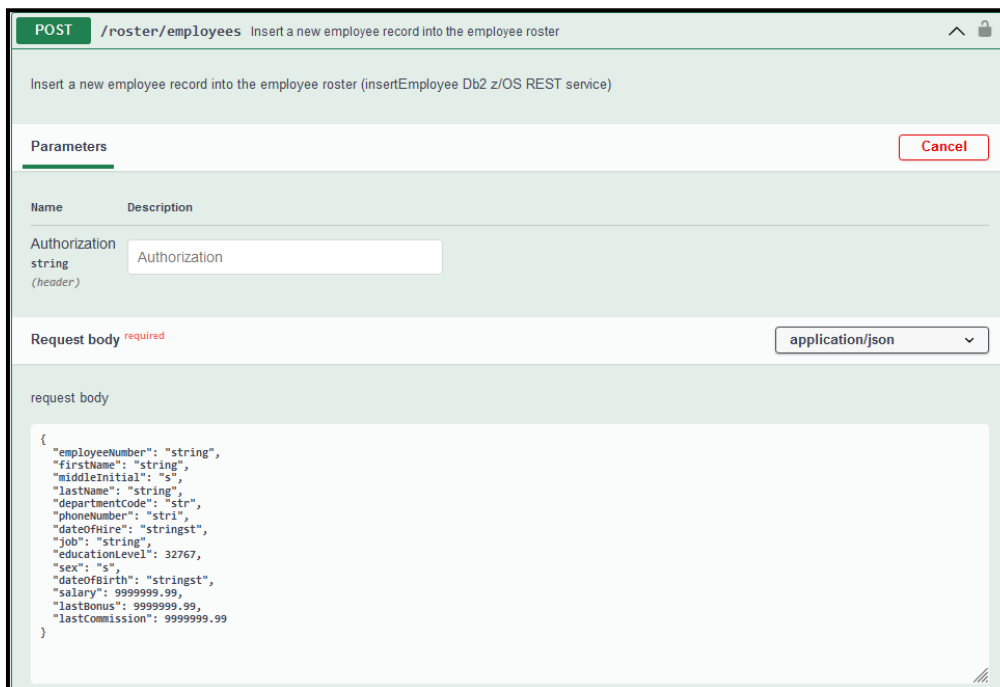 POST /roster/employees Insert a new employee record into the employee roster
Insert a new employee record into the employee roster (insertEmployee Db2 z/OS REST service)
Parameters
Cancel
Name Description
Authorization
string
(header)
Authorization
Request body required
application/json
request body
{
  "employeeNumber": "string",
  "firstName": "string",
  "middleInitial": "s",
  "lastName": "string",
  "departmentCode": "str",
  "phoneNumber": "stri",
  "dateOfHire": "stringst",
  "job": "string",
  "educationLevel": 32767,
  "sex": "s",
  "dateOfBirth": "stringst",
  "salary": 9999999.99,
  "lastBonus": 9999999.99,
  "lastCommission": 9999999.99
}